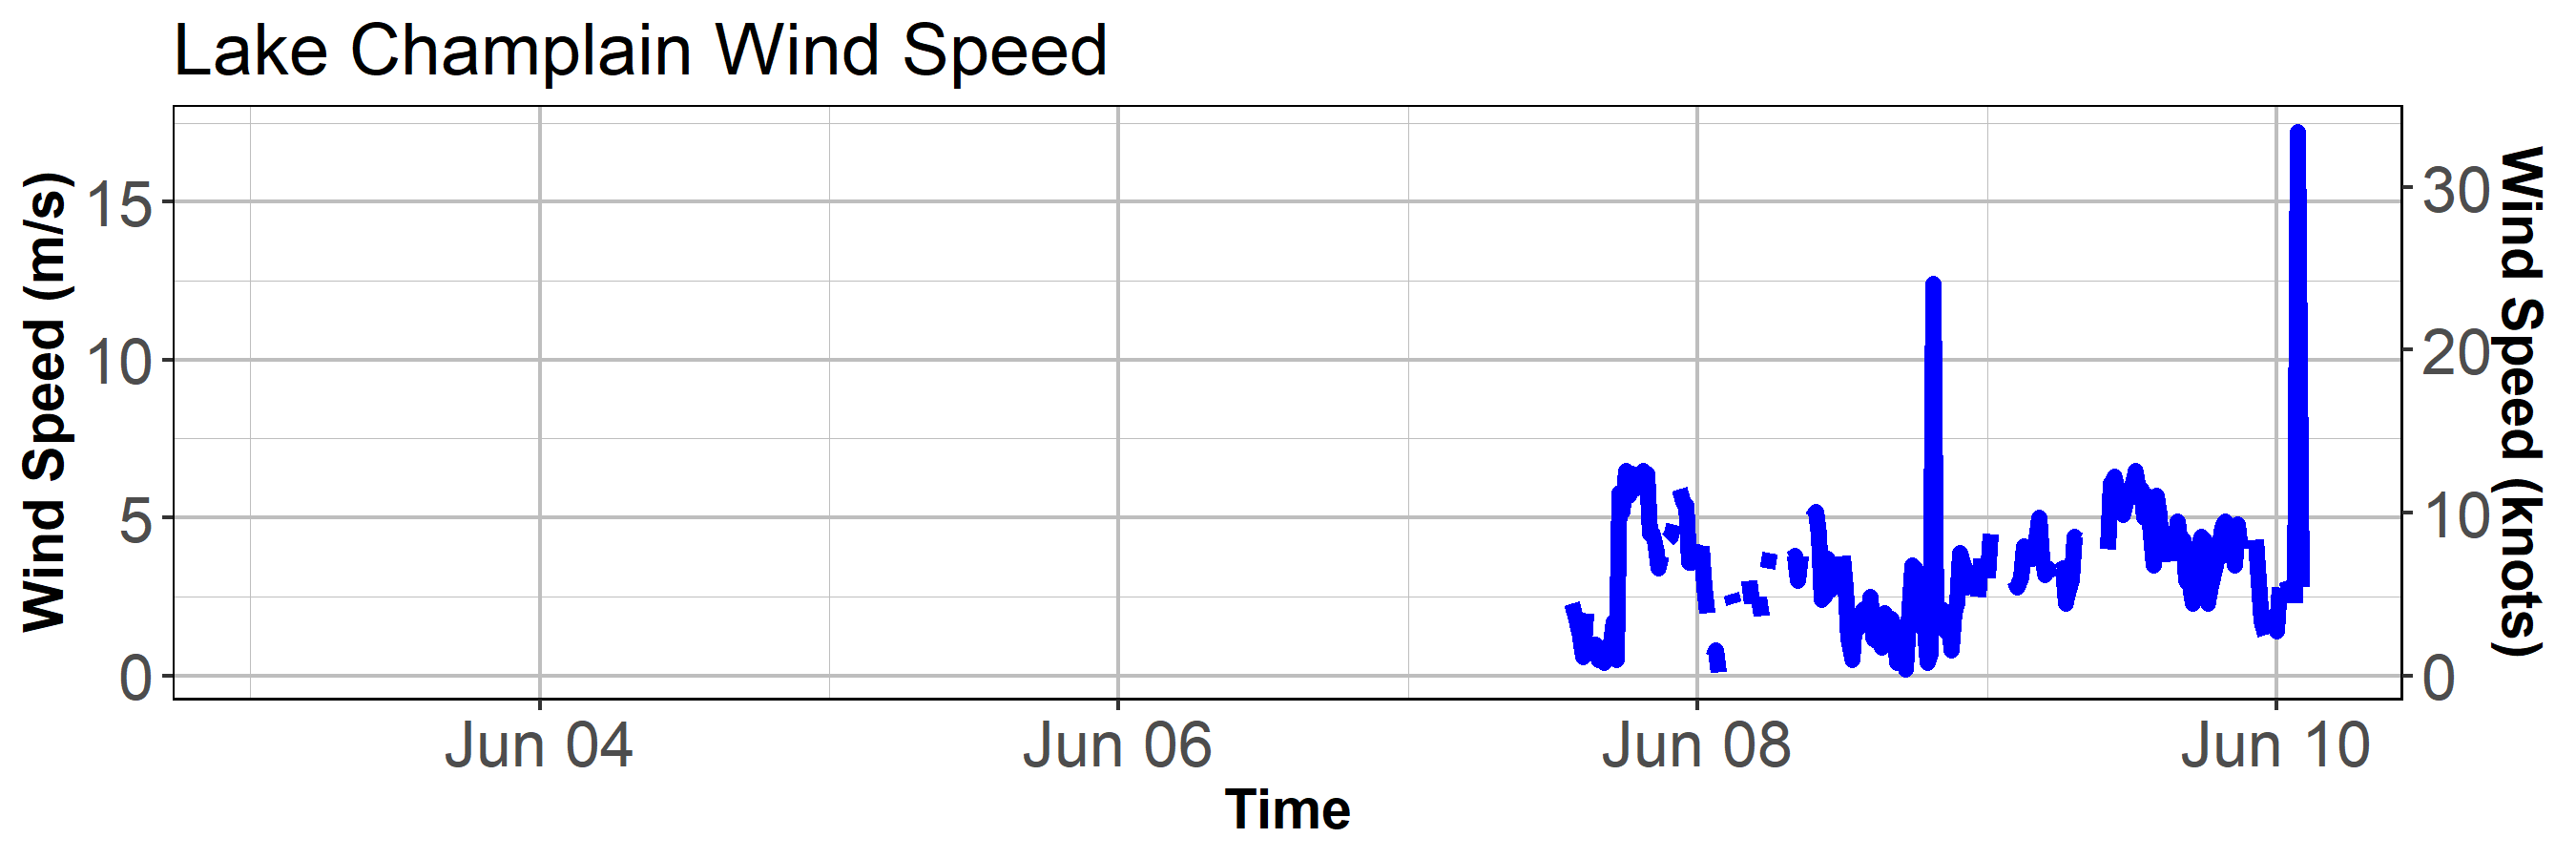 Lake Champlain Wind Speed
Wind Speed (m/s)
15
10
5
0
30
20
10
0
Wind Speed (knots)
Jun 04 Jun 06 Jun 08 Jun 10
Time